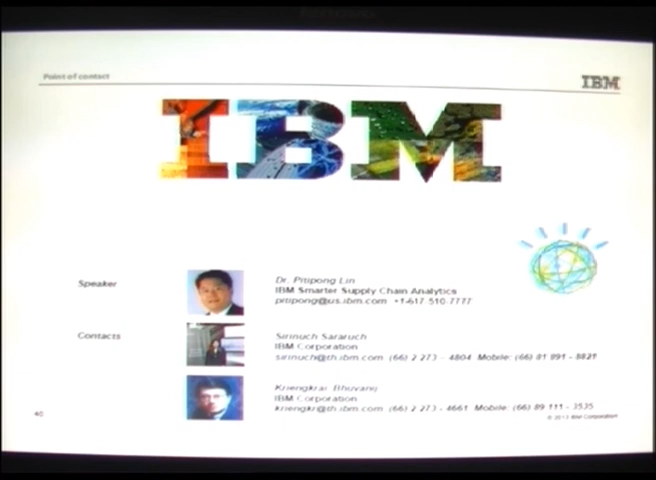 Point of contact
IBM
IBM
Speaker
Dr. Pitipong Lin
IBM Smarter Supply Chain Analytics
pitipong@us.ibm.com +1-617-510-7777
Contacts
Sirinuch Sararuch
IBM Corporation
sirinuch@th.ibm.com (66) 2 273 - 4804 Mobile: (66) 81 891 - 8821
Kriengkrai
IBM Corporation
kriengkr@th.ibm.com (66) 2 273 - 4661 Mobile: (66) 89 111 - 3535
40
© 2013 IBM Corporation